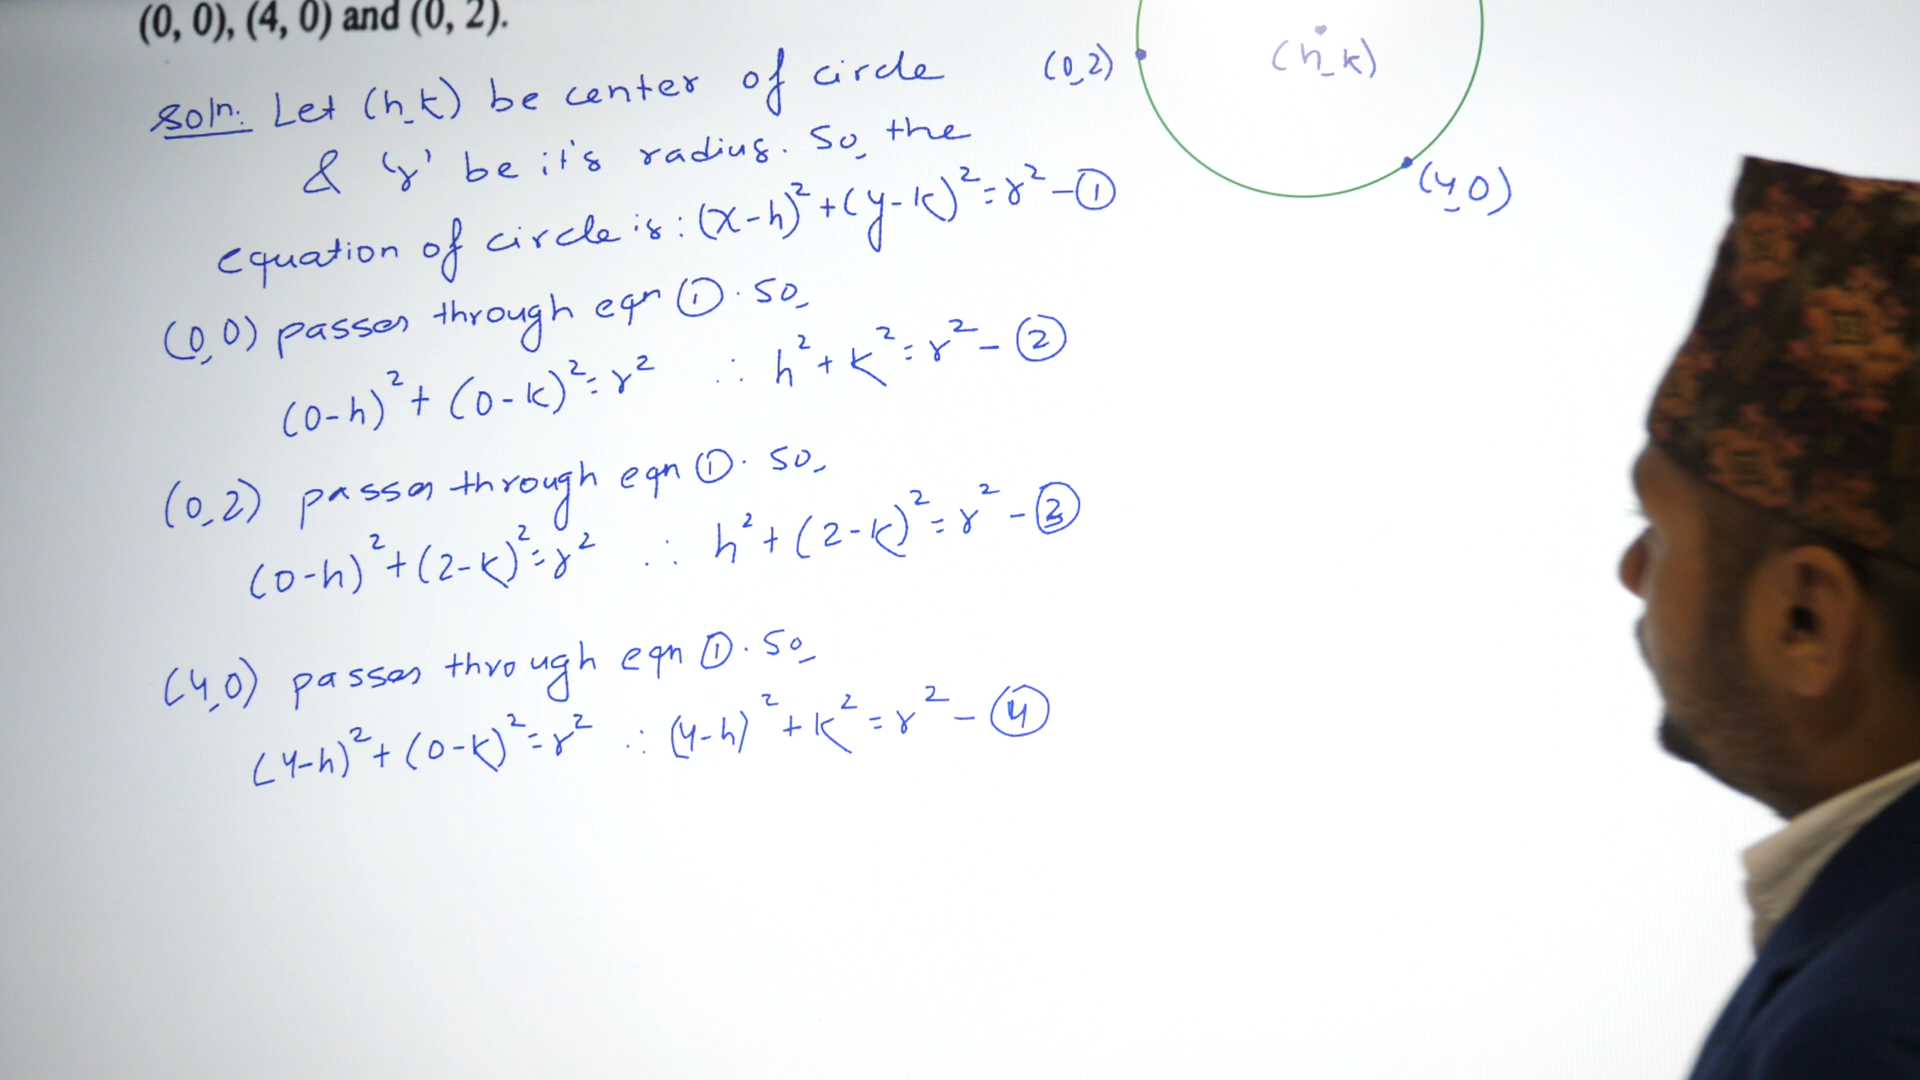 (0, 0), (4, 0) and (0, 2).
Soln: Let (h, k) be center of circle
& 'r' be it's radius. So, the
equation of circle is: (x-h)²+(y-k)²=r² - ①
(0,0) passes through eqn ①. So,
(0-h)²+(0-k)²=r² ∴ h²+k²=r² - ②
(0,2) passes through eqn ①. So,
(0-h)²+(2-k)²=r² ∴ h²+(2-k)²=r² - ③
(4,0) passes through eqn ①. So,
(4-h)²+(0-k)²=r² ∴ (4-h)²+k²=r² - ④
(0,2)
(h,k)
(4,0)